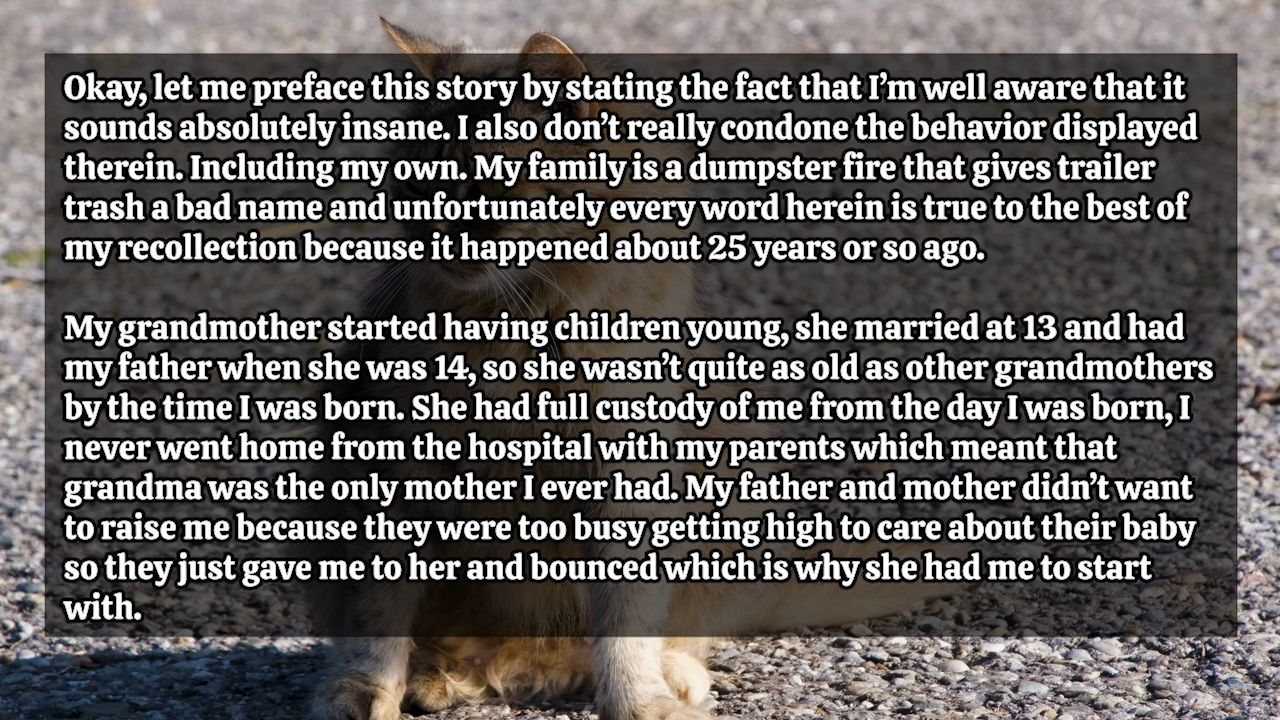 Okay, let me preface this story by stating the fact that I’m well aware that it
sounds absolutely insane. I also don’t really condone the behavior displayed
therein. Including my own. My family is a dumpster fire that gives trailer
trash a bad name and unfortunately every word herein is true to the best of
my recollection because it happened about 25 years or so ago.
My grandmother started having children young, she married at 13 and had
my father when she was 14, so she wasn’t quite as old as other grandmothers
by the time I was born. She had full custody of me from the day I was born, I
never went home from the hospital with my parents which meant that
grandma was the only mother I ever had. My father and mother didn’t want
to raise me because they were too busy getting high to care about their baby
so they just gave me to her and bounced which is why she had me to start
with.